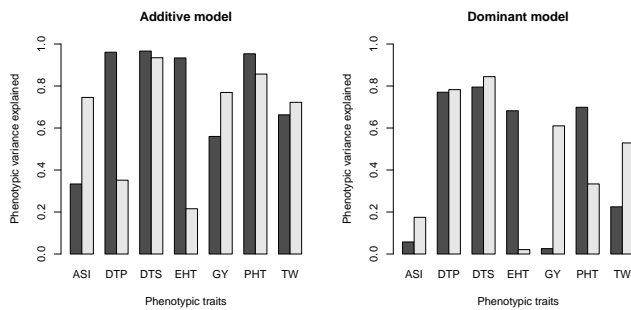 Additive model
Phenotypic variance explained
1.0
0.8
0.6
0.4
0.2
0.0
ASI DTP DTS EHT GY PHT TW
Phenotypic traits
Dominant model
Phenotypic variance explained
1.0
0.8
0.6
0.4
0.2
0.0
ASI DTP DTS EHT GY PHT TW
Phenotypic traits